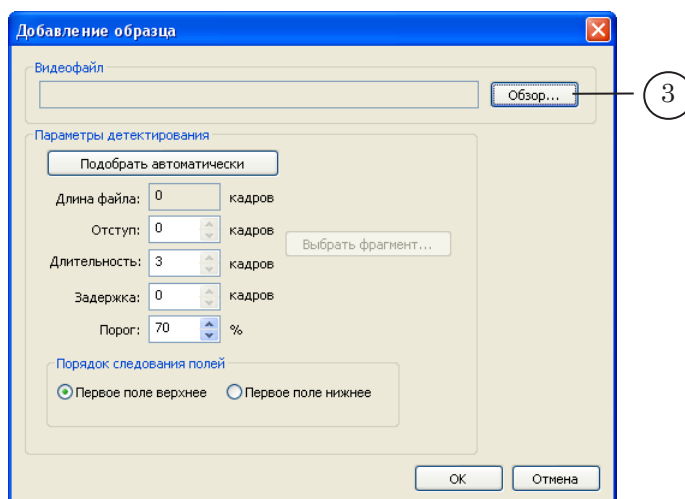 Добавление образца
Видеофайл
Обзор...
3
Параметры детектирования
Подобрать автоматически
Длина файла: 0 кадров
Отступ: 0 кадров
Выбрать фрагмент...
Длительность: 3 кадров
Задержка: 0 кадров
Порог: 70 %
Порядок следования полей
Первое поле верхнее Первое поле нижнее
OK Отмена